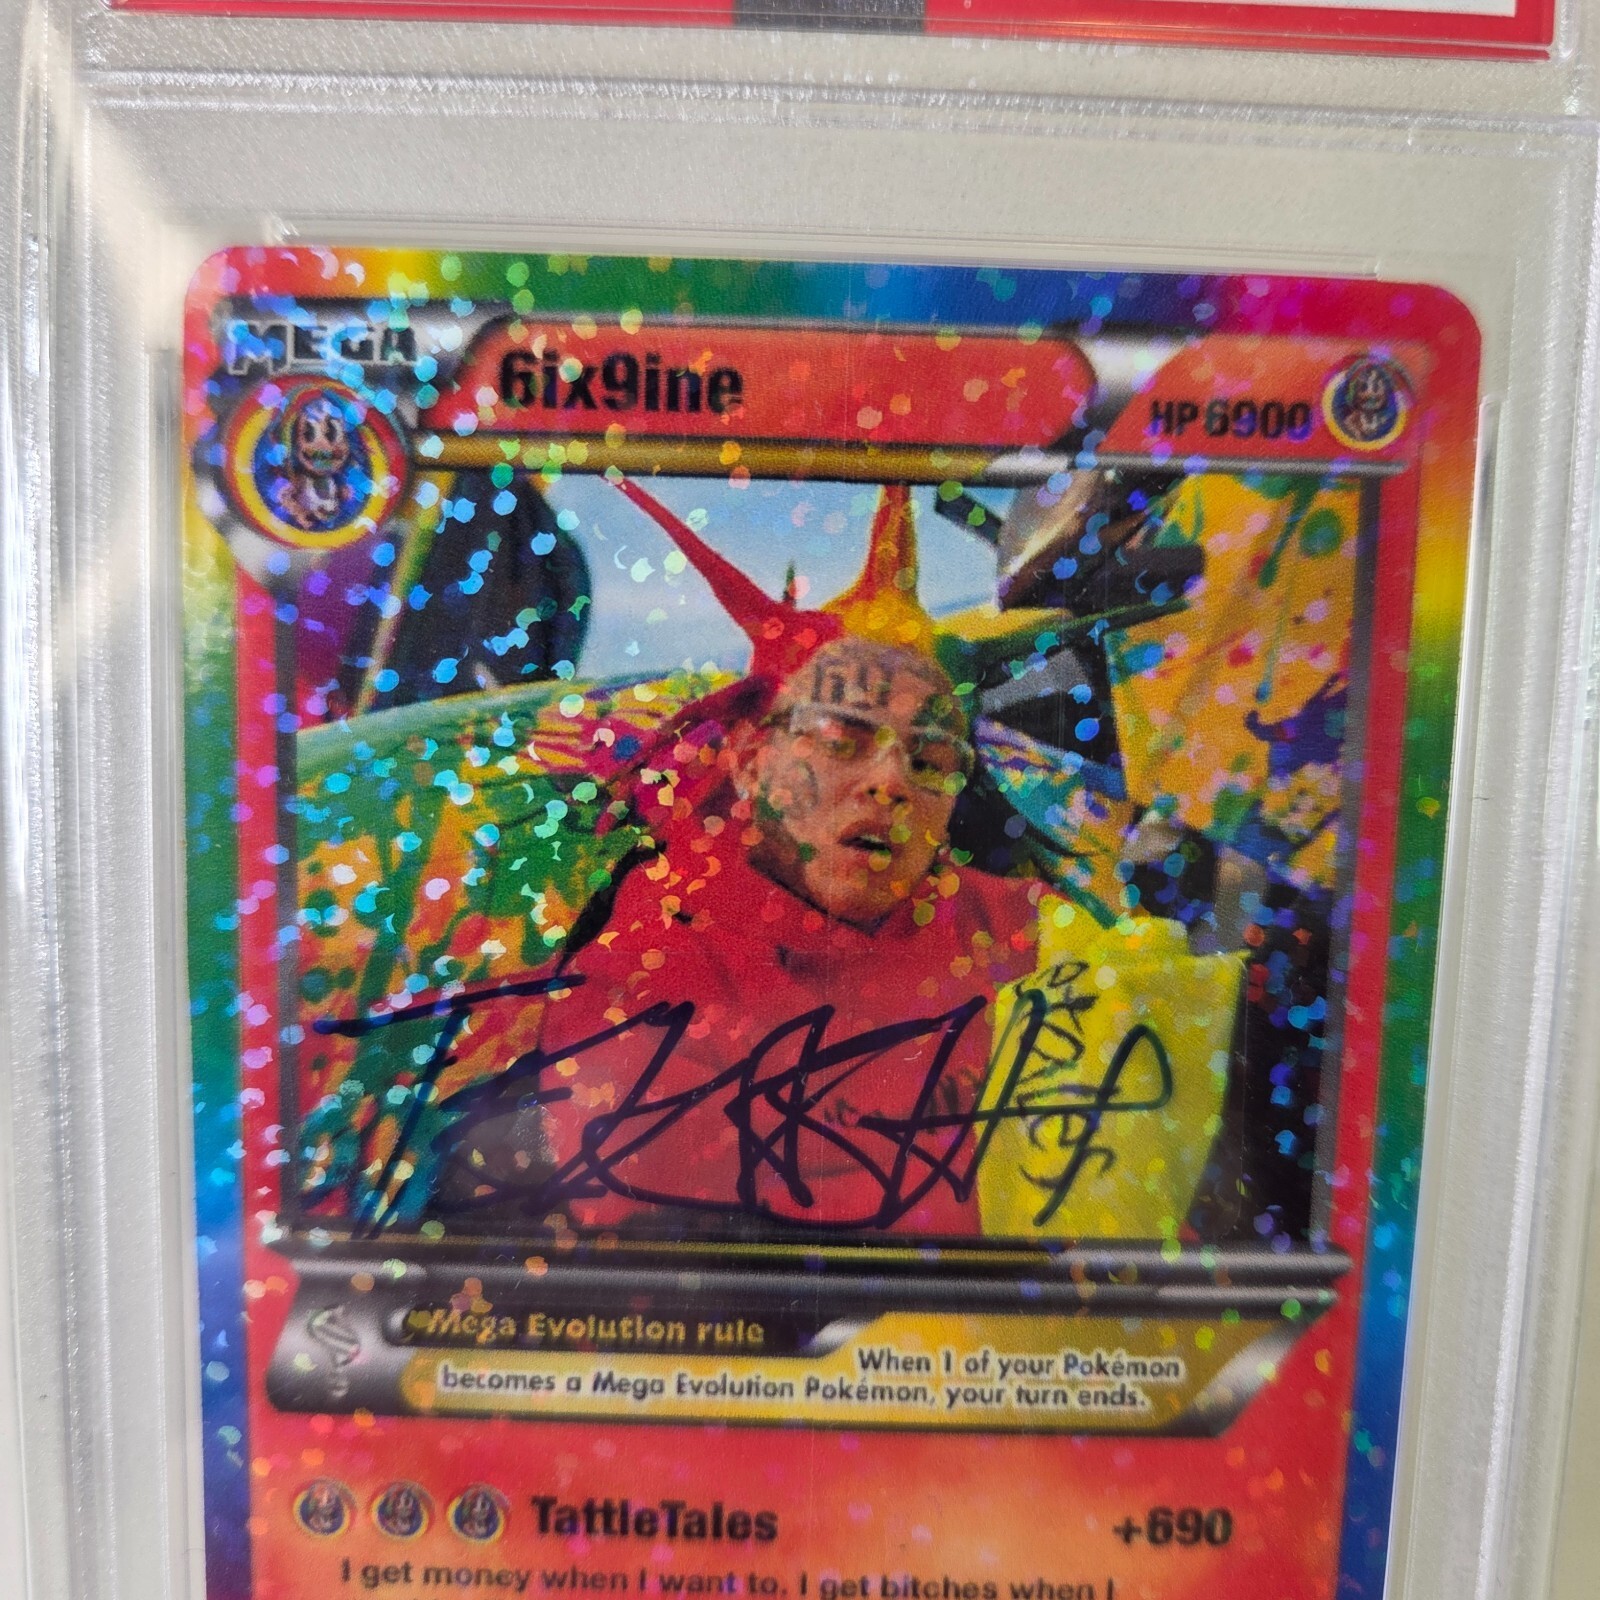 MEGA
6ix9ine
HP 6900
69
Mega Evolution rule
When 1 of your Pokémon
becomes a Mega Evolution Pokémon, your turn ends.
TattleTales +690
I get money when I want to, I get bitches when I